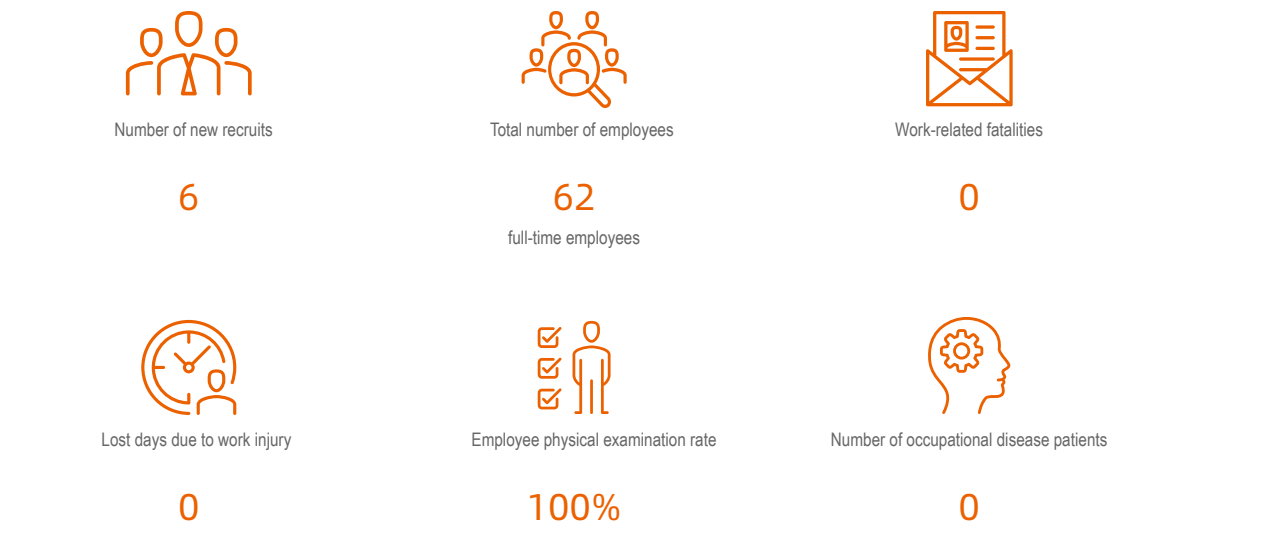 Number of new recruits
Total number of employees
Work-related fatalities
6
62
0
full-time employees
Lost days due to work injury
Employee physical examination rate
Number of occupational disease patients
0
100%
0